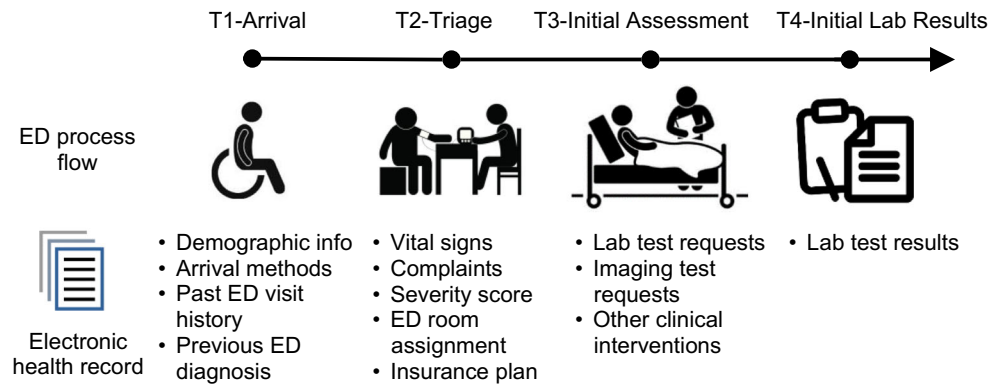 T1-Arrival
T2-Triage
T3-Initial Assessment
T4-Initial Lab Results
ED process
flow
Electronic
health record
• Demographic info
• Arrival methods
• Past ED visit
history
• Previous ED
diagnosis
• Vital signs
• Complaints
• Severity score
• ED room
assignment
• Insurance plan
• Lab test requests
• Imaging test
requests
• Other clinical
interventions
• Lab test results